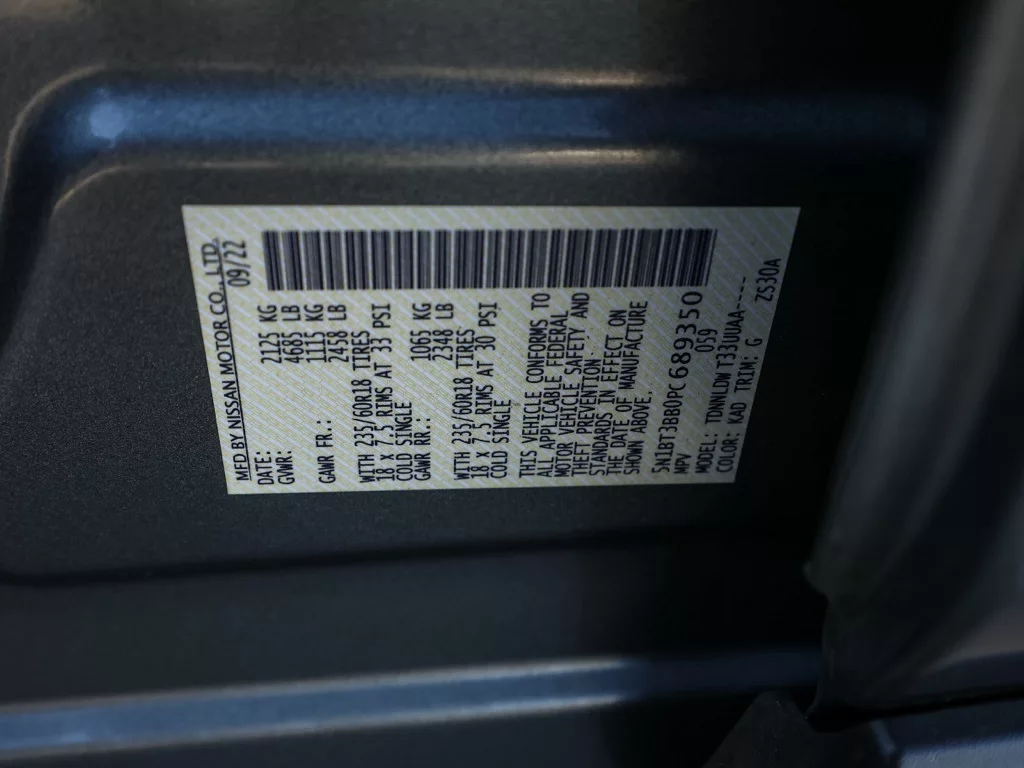 MFD BY NISSAN MOTOR CO., LTD.
DATE: 09/22
GVWR: 2125 KG
4685 LB
GAWR FR.: 1115 KG
2458 LB
WITH 235/60R18 TIRES
18 X 7.5 RIMS AT 33 PSI
COLD SINGLE
GAWR RR.: 1065 KG
2348 LB
WITH 235/60R18 TIRES
18 X 7.5 RIMS AT 30 PSI
COLD SINGLE
THIS VEHICLE CONFORMS TO
ALL APPLICABLE FEDERAL
MOTOR VEHICLE SAFETY AND
THEFT PREVENTION
STANDARDS IN EFFECT ON
THE DATE OF MANUFACTURE
SHOWN ABOVE.
5N1BT3BB0PC689350
MPV 059
MODEL: TDNNLDW T33UUAA-----
COLOR: KAD TRIM: G ZS30A